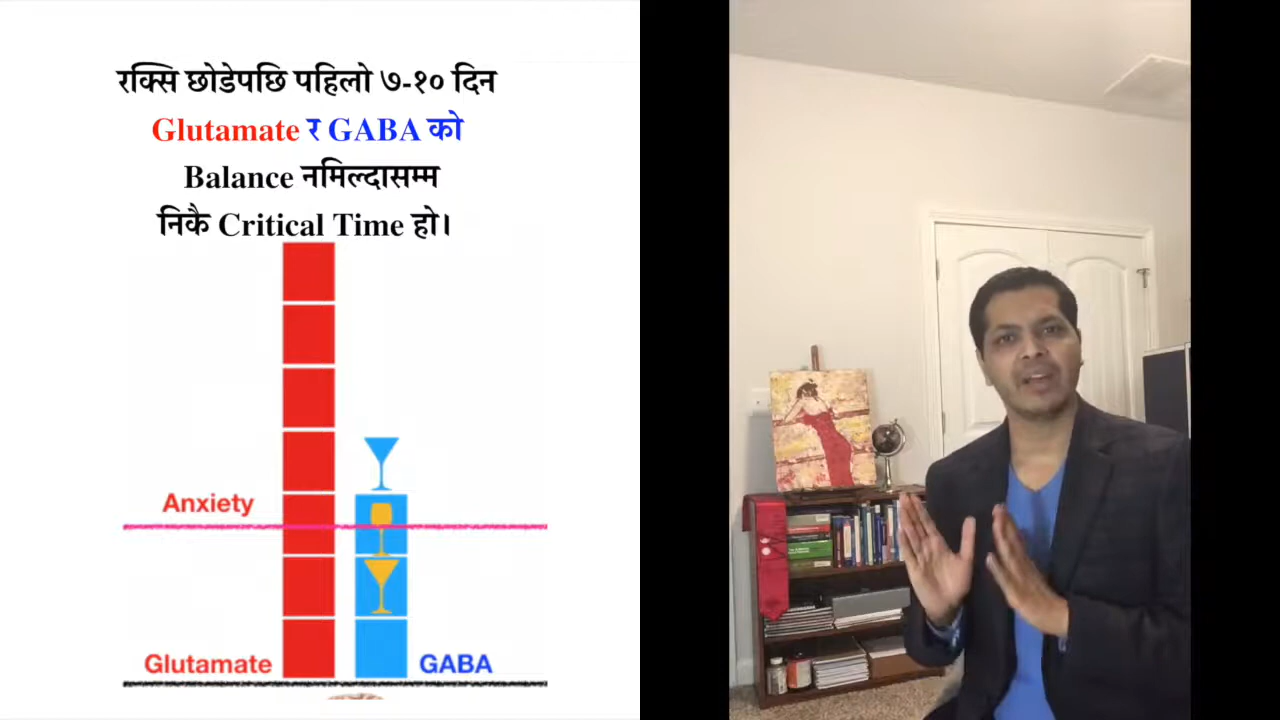 रक्सि छोडेपछि पहिलो ७-१० दिन
Glutamate र GABA को
Balance नमिल्दासम्म
निकै Critical Time हो।
Anxiety
Glutamate
GABA